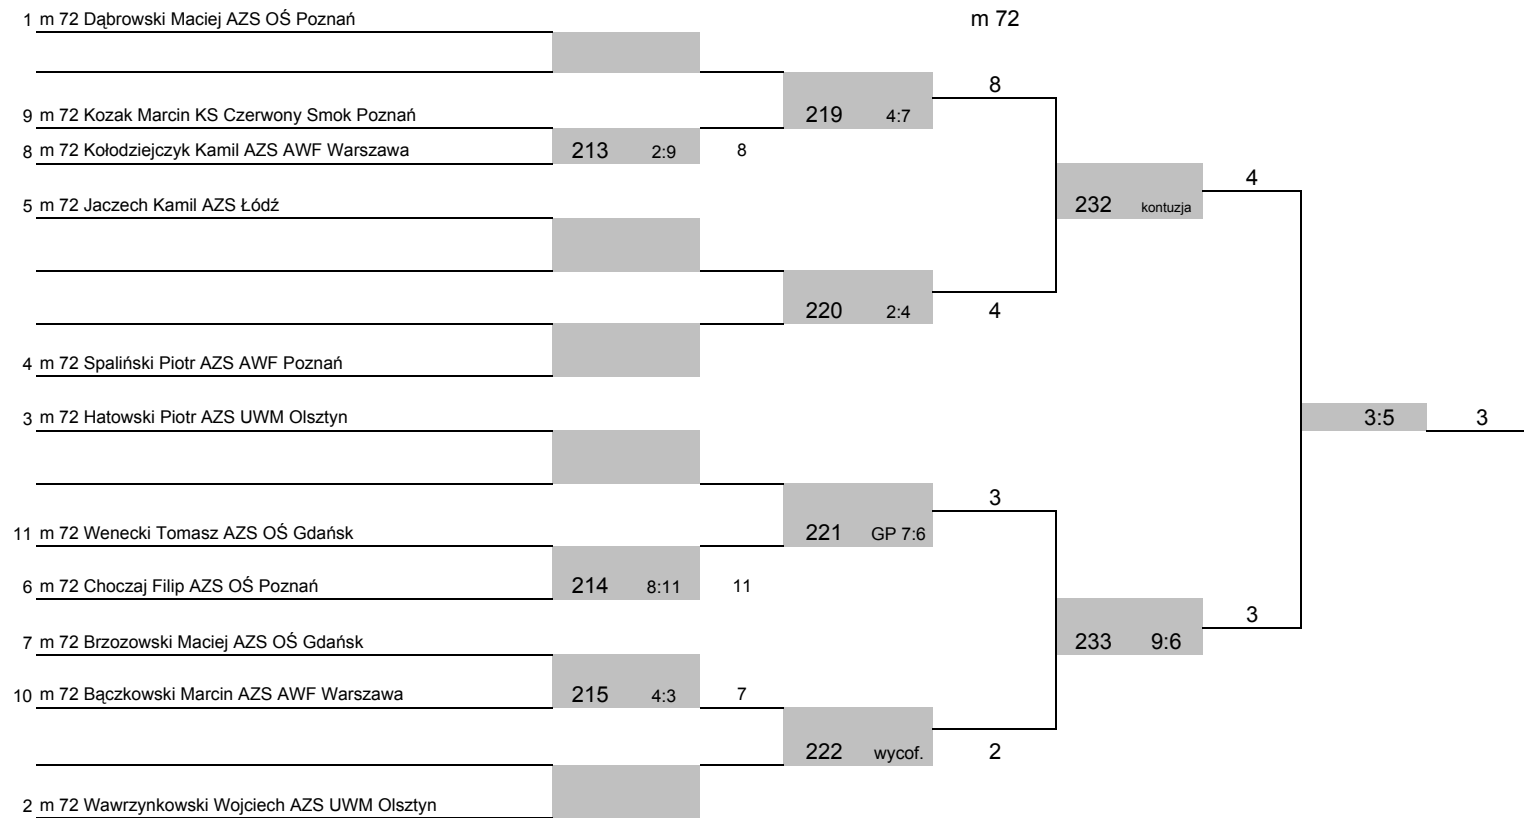 1 m 72 Dąbrowski Maciej AZS OŚ Poznań
m 72
8
9 m 72 Kozak Marcin KS Czerwony Smok Poznań
219 4:7
8 m 72 Kołodziejczyk Kamil AZS AWF Warszawa
213 2:9 8
4
5 m 72 Jaczech Kamil AZS Łódź
232 kontuzja
220 2:4 4
4 m 72 Spaliński Piotr AZS AWF Poznań
3 m 72 Hatowski Piotr AZS UWM Olsztyn
3:5 3
3
11 m 72 Wenecki Tomasz AZS OŚ Gdańsk
221 GP 7:6
6 m 72 Choczaj Filip AZS OŚ Poznań
214 8:11 11
3
7 m 72 Brzozowski Maciej AZS OŚ Gdańsk
233 9:6
10 m 72 Bączkowski Marcin AZS AWF Warszawa
215 4:3 7
222 wycof. 2
2 m 72 Wawrzynkowski Wojciech AZS UWM Olsztyn